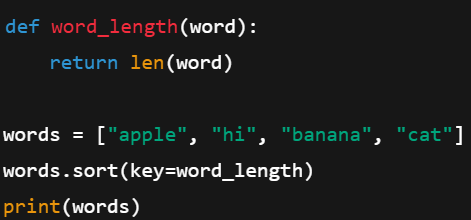 def word_length(word):
    return len(word)

words = ["apple", "hi", "banana", "cat"]
words.sort(key=word_length)
print(words)